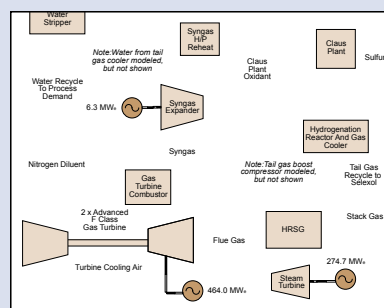 Water
Stripper
Syngas
H/P
Reheat
Claus
Plant
Note:Water from tail
gas cooler modeled,
but not shown
Claus
Plant
Oxidant
Sulfur
Water Recycle
To Process
Demand
6.3 MWₑ
Syngas
Expander
Hydrogenation
Reactor And Gas
Cooler
Syngas
Nitrogen Diluent
Note:Tail gas boost
compressor modeled,
but not shown
Tail Gas
Recycle to
Selexol
Gas
Turbine
Combustor
2 x Advanced
F Class
Gas Turbine
Stack Gas
HRSG
Flue Gas
Turbine Cooling Air
274.7 MWₑ
Steam
Turbine
464.0 MWₑ